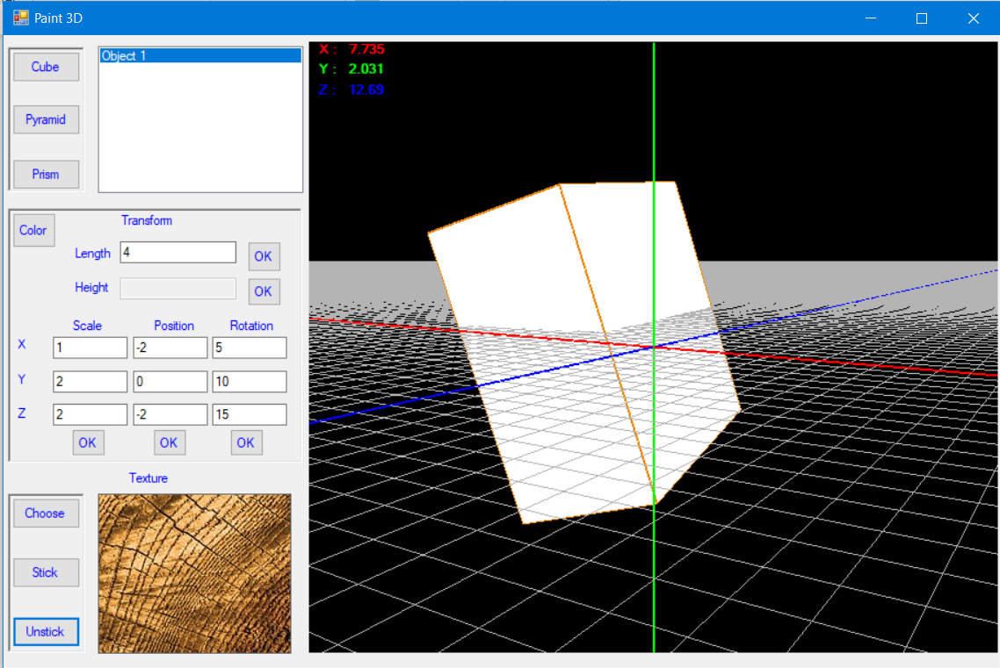 Paint 3D
Cube
Pyramid
Prism
Object 1
X : 7.735
Y : 2.031
Z : 12.69
Color
Transform
Length 4 OK
Height OK
Scale Position Rotation
X 1 -2 5
Y 2 0 10
Z 2 -2 15
OK OK OK
Texture
Choose
Stick
Unstick